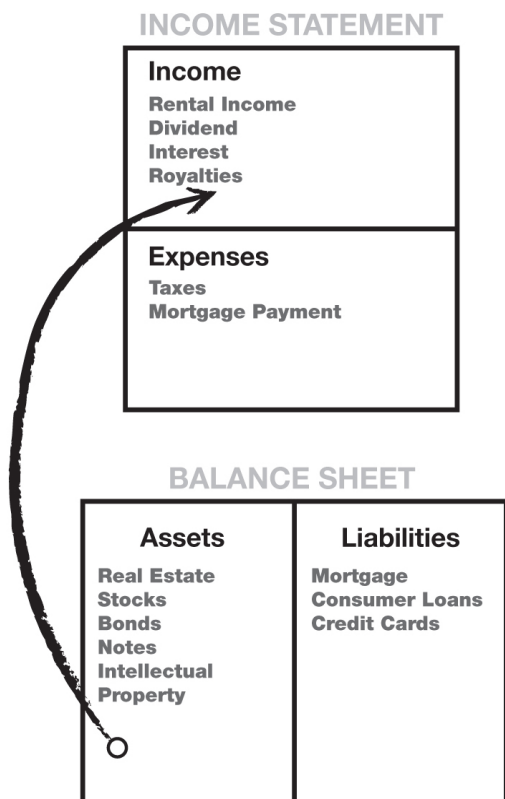 INCOME STATEMENT
Income
Rental Income
Dividend
Interest
Royalties
Expenses
Taxes
Mortgage Payment
BALANCE SHEET
Assets
Real Estate
Stocks
Bonds
Notes
Intellectual
Property
Liabilities
Mortgage
Consumer Loans
Credit Cards